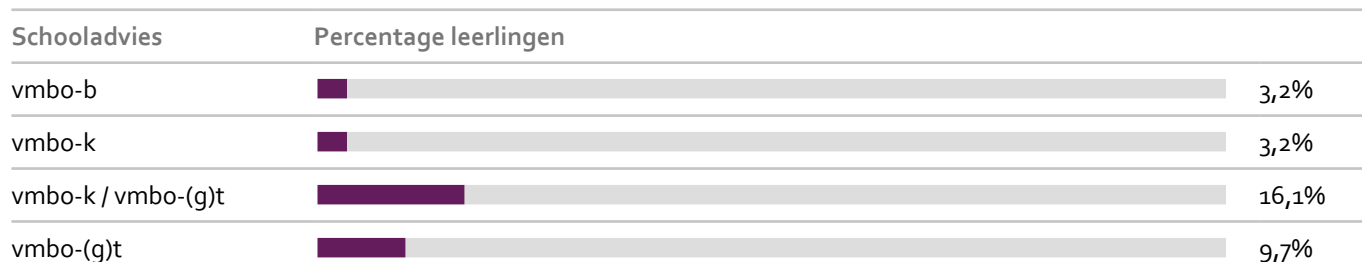 Schooladvies Percentage leerlingen
vmbo-b 3,2%
vmbo-k 3,2%
vmbo-k / vmbo-(g)t 16,1%
vmbo-(g)t 9,7%